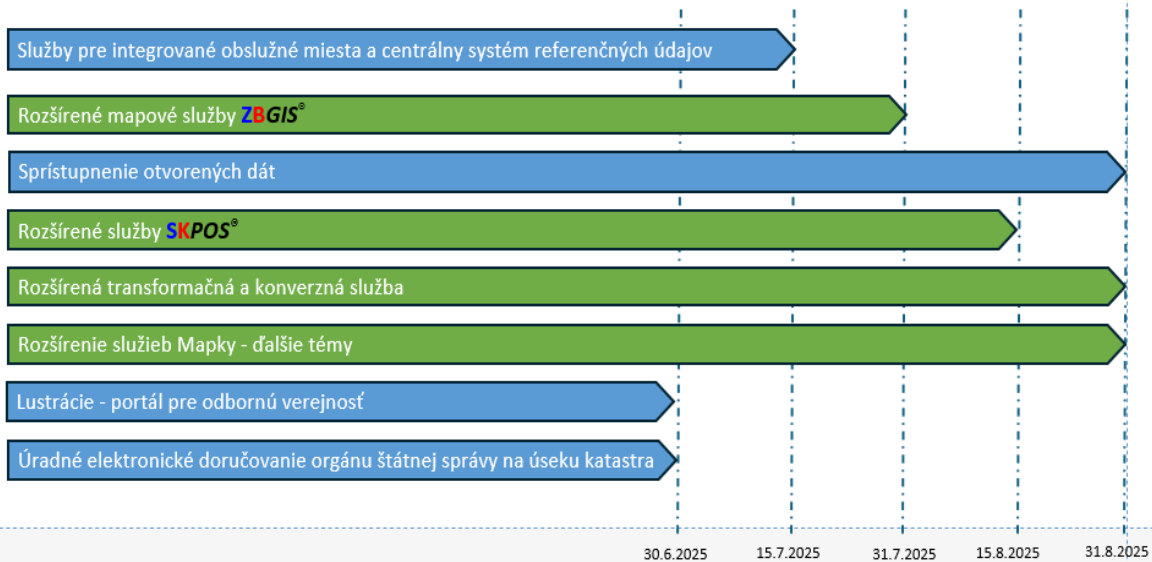 Služby pre integrované obslužné miesta a centrálny systém referenčných údajov
Rozšírené mapové služby ZBGIS®
Sprístupnenie otvorených dát
Rozšírené služby SKPOS®
Rozšírená transformačná a konverzná služba
Rozšírenie služieb Mapky - ďalšie témy
Lustrácie - portál pre odbornú verejnosť
Úradné elektronické doručovanie orgánu štátnej správy na úseku katastra
30.6.2025 15.7.2025 31.7.2025 15.8.2025 31.8.2025